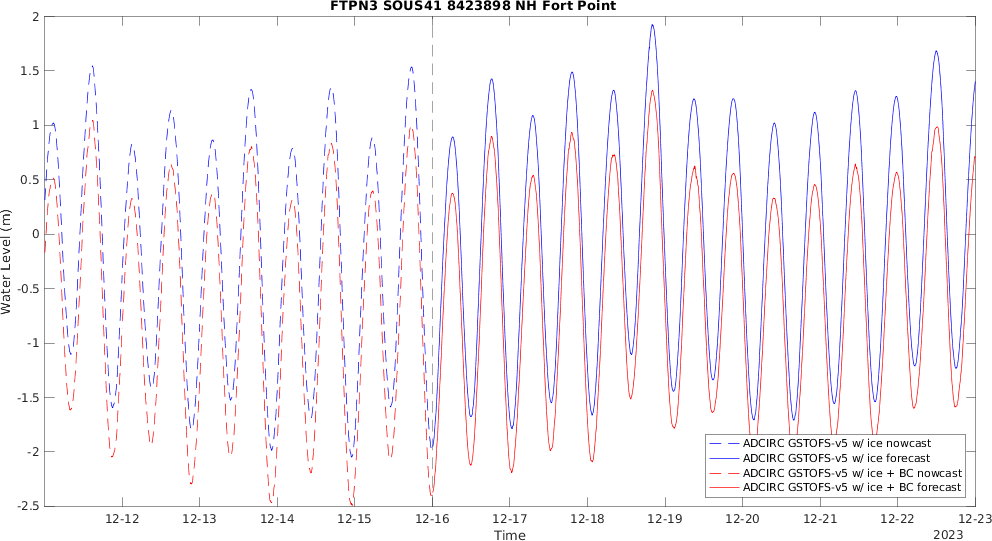 FTPN3 SOUS41 8423898 NH Fort Point
2
1.5
1
0.5
0
-0.5
-1
-1.5
-2
-2.5
Water Level (m)
12-12 12-13 12-14 12-15 12-16 12-17 12-18 12-19 12-20 12-21 12-22 12-23
Time
2023
ADCIRC GSTOFS-v5 w/ ice nowcast
ADCIRC GSTOFS-v5 w/ ice forecast
ADCIRC GSTOFS-v5 w/ ice + BC nowcast
ADCIRC GSTOFS-v5 w/ ice + BC forecast